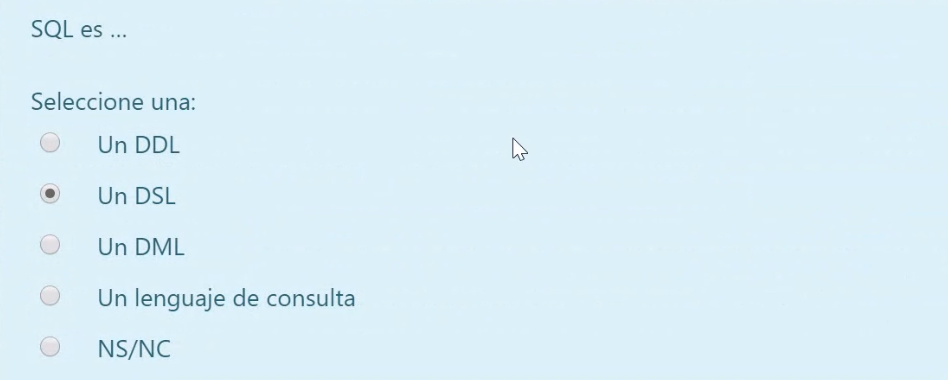 SQL es ...
Seleccione una:
Un DDL
Un DSL
Un DML
Un lenguaje de consulta
NS/NC